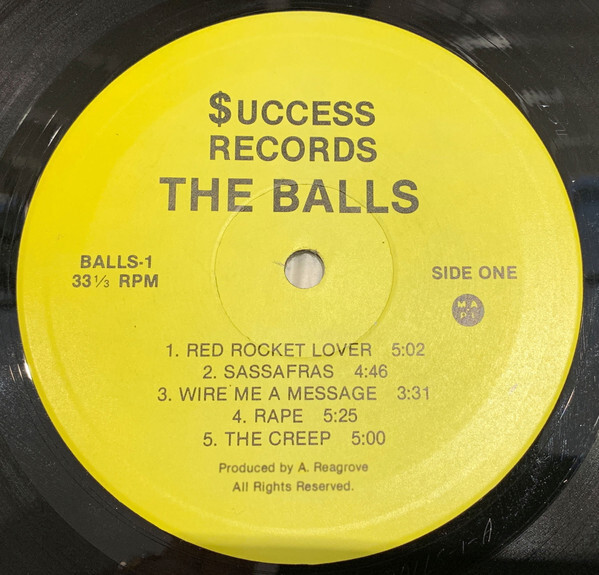 $UCCESS
RECORDS
THE BALLS
BALLS-1
33 1/3 RPM
SIDE ONE
1. RED ROCKET LOVER 5:02
2. SASSAFRAS 4:46
3. WIRE ME A MESSAGE 3:31
4. RAPE 5:25
5. THE CREEP 5:00
Produced by A. Reagrove
All Rights Reserved.